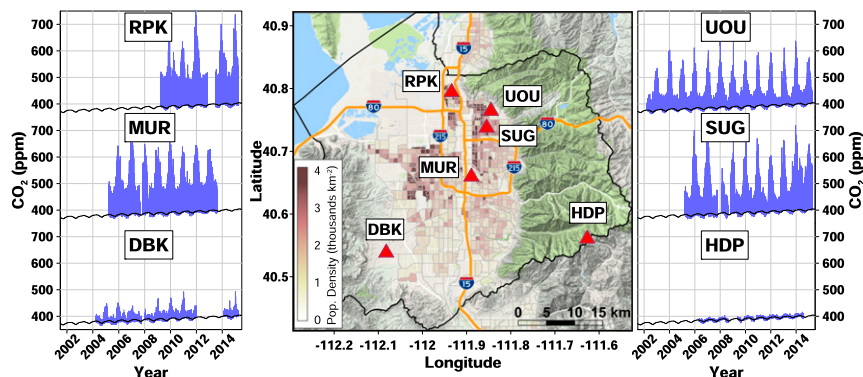 RPK
700
600
500
400
MUR
700
600
500
400
DBK
700
600
500
400
CO2 (ppm)
2002 2004 2006 2008 2010 2012 2014
Year
40.9
40.8
40.7
40.6
40.5
Latitude
15
RPK
UOU
80
80
SUG
215
215
MUR
HDP
DBK
15
4
3
2
1
0
Pop. Density (thousands km-2)
0 5 10 15 km
-112.2 -112.1 -112 -111.9 -111.8 -111.7 -111.6
Longitude
UOU
700
600
500
400
SUG
700
600
500
400
HDP
700
600
500
400
CO2 (ppm)
2002 2004 2006 2008 2010 2012 2014
Year